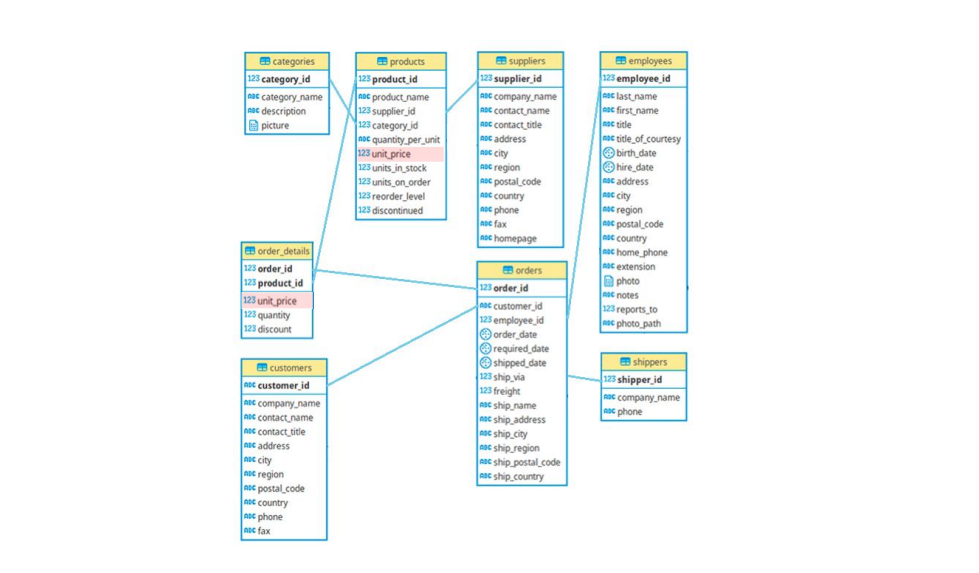 categories
123 category_id
ABC category_name
ABC description
picture
products
123 product_id
ABC product_name
123 supplier_id
123 category_id
ABC quantity_per_unit
123 unit_price
123 units_in_stock
123 units_on_order
123 reorder_level
123 discontinued
suppliers
123 supplier_id
ABC company_name
ABC contact_name
ABC contact_title
ABC address
ABC city
ABC region
ABC postal_code
ABC country
ABC phone
ABC fax
ABC homepage
employees
123 employee_id
ABC last_name
ABC first_name
ABC title
ABC title_of_courtesy
birth_date
hire_date
ABC address
ABC city
ABC region
ABC postal_code
ABC country
ABC home_phone
ABC extension
photo
ABC notes
123 reports_to
ABC photo_path
order_details
123 order_id
123 product_id
123 unit_price
123 quantity
123 discount
orders
123 order_id
ABC customer_id
123 employee_id
order_date
required_date
shipped_date
123 ship_via
123 freight
ABC ship_name
ABC ship_address
ABC ship_city
ABC ship_region
ABC ship_postal_code
ABC ship_country
customers
ABC customer_id
ABC company_name
ABC contact_name
ABC contact_title
ABC address
ABC city
ABC region
ABC postal_code
ABC country
ABC phone
ABC fax
shippers
123 shipper_id
ABC company_name
ABC phone